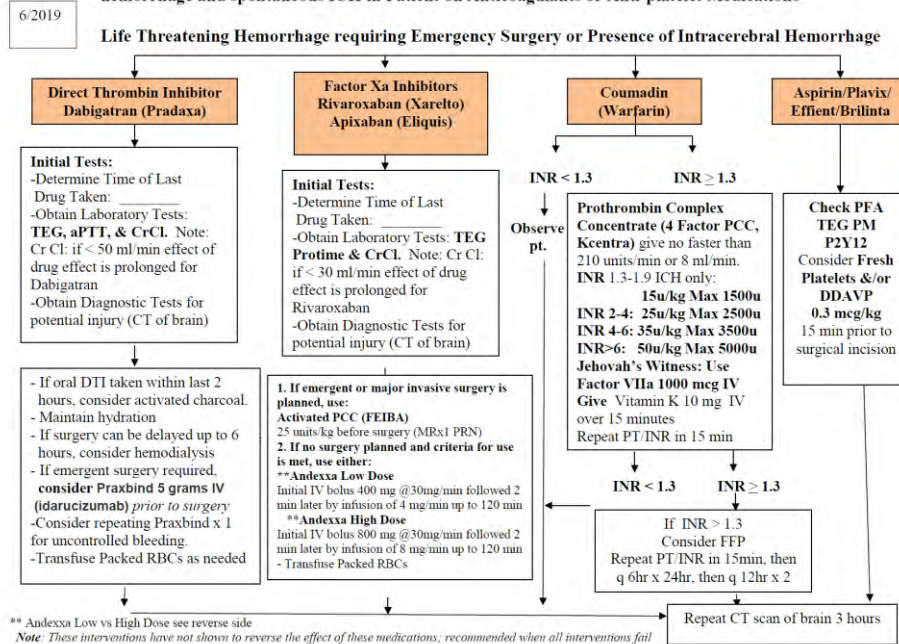 6/2019
Hemorrhage and Spontaneous ICH in Patient on Anticoagulants or Anti-platelet Medications
Life Threatening Hemorrhage requiring Emergency Surgery or Presence of Intracerebral Hemorrhage
Direct Thrombin Inhibitor
Dabigatran (Pradaxa)
Initial Tests:
-Determine Time of Last
Drug Taken: ________
-Obtain Laboratory Tests:
TEG, aPTT, & CrCl. Note:
Cr Cl: if < 50 ml/min effect of
drug effect is prolonged for
Dabigatran
-Obtain Diagnostic Tests for
potential injury (CT of brain)
- If oral DTI taken within last 2
hours, consider activated charcoal.
- Maintain hydration
- If surgery can be delayed up to 6
hours, consider hemodialysis
- If emergent surgery required,
consider Praxbind 5 grams IV
(idarucizumab) prior to surgery
-Consider repeating Praxbind x 1
for uncontrolled bleeding.
-Transfuse Packed RBCs as needed
Factor Xa Inhibitors
Rivaroxaban (Xarelto)
Apixaban (Eliquis)
Initial Tests:
-Determine Time of Last
Drug Taken: ________
-Obtain Laboratory Tests: TEG
Protime & CrCl. Note: Cr Cl:
if < 30 ml/min effect of drug
effect is prolonged for
Rivaroxaban
-Obtain Diagnostic Tests for
potential injury (CT of brain)
1. If emergent or major invasive surgery is
planned, use:
Activated PCC (FEIBA)
25 units/kg before surgery (MRx1 PRN)
2. If no surgery planned and criteria for use
is met, use either:
**Andexxa Low Dose
Initial IV bolus 400 mg @30mg/min followed 2
min later by infusion of 4 mg/min up to 120 min
**Andexxa High Dose
Initial IV bolus 800 mg @30mg/min followed 2
min later by infusion of 8 mg/min up to 120 min
- Transfuse Packed RBCs
Coumadin
(Warfarin)
INR < 1.3
INR ≥ 1.3
Observe
pt.
Prothrombin Complex
Concentrate (4 Factor PCC,
Kcentra) give no faster than
210 units/min or 8 ml/min.
INR 1.3-1.9 ICH only:
15u/kg Max 1500u
INR 2-4: 25u/kg Max 2500u
INR 4-6: 35u/kg Max 3500u
INR>6: 50u/kg Max 5000u
Jehovah's Witness: Use
Factor VIIa 1000 mcg IV
Give Vitamin K 10 mg IV
over 15 minutes
Repeat PT/INR in 15 min
INR < 1.3
INR ≥ 1.3
If INR > 1.3
Consider FFP
Repeat PT/INR in 15min, then
q 6hr x 24hr, then q 12hr x 2
Aspirin/Plavix/
Effient/Brilinta
Check PFA
TEG PM
P2Y12
Consider Fresh
Platelets &/or
DDAVP
0.3 mcg/kg
15 min prior to
surgical incision
Repeat CT scan of brain 3 hours
** Andexxa Low vs High Dose see reverse side
Note: These interventions have not shown to reverse the effect of these medications; recommended when all interventions fail